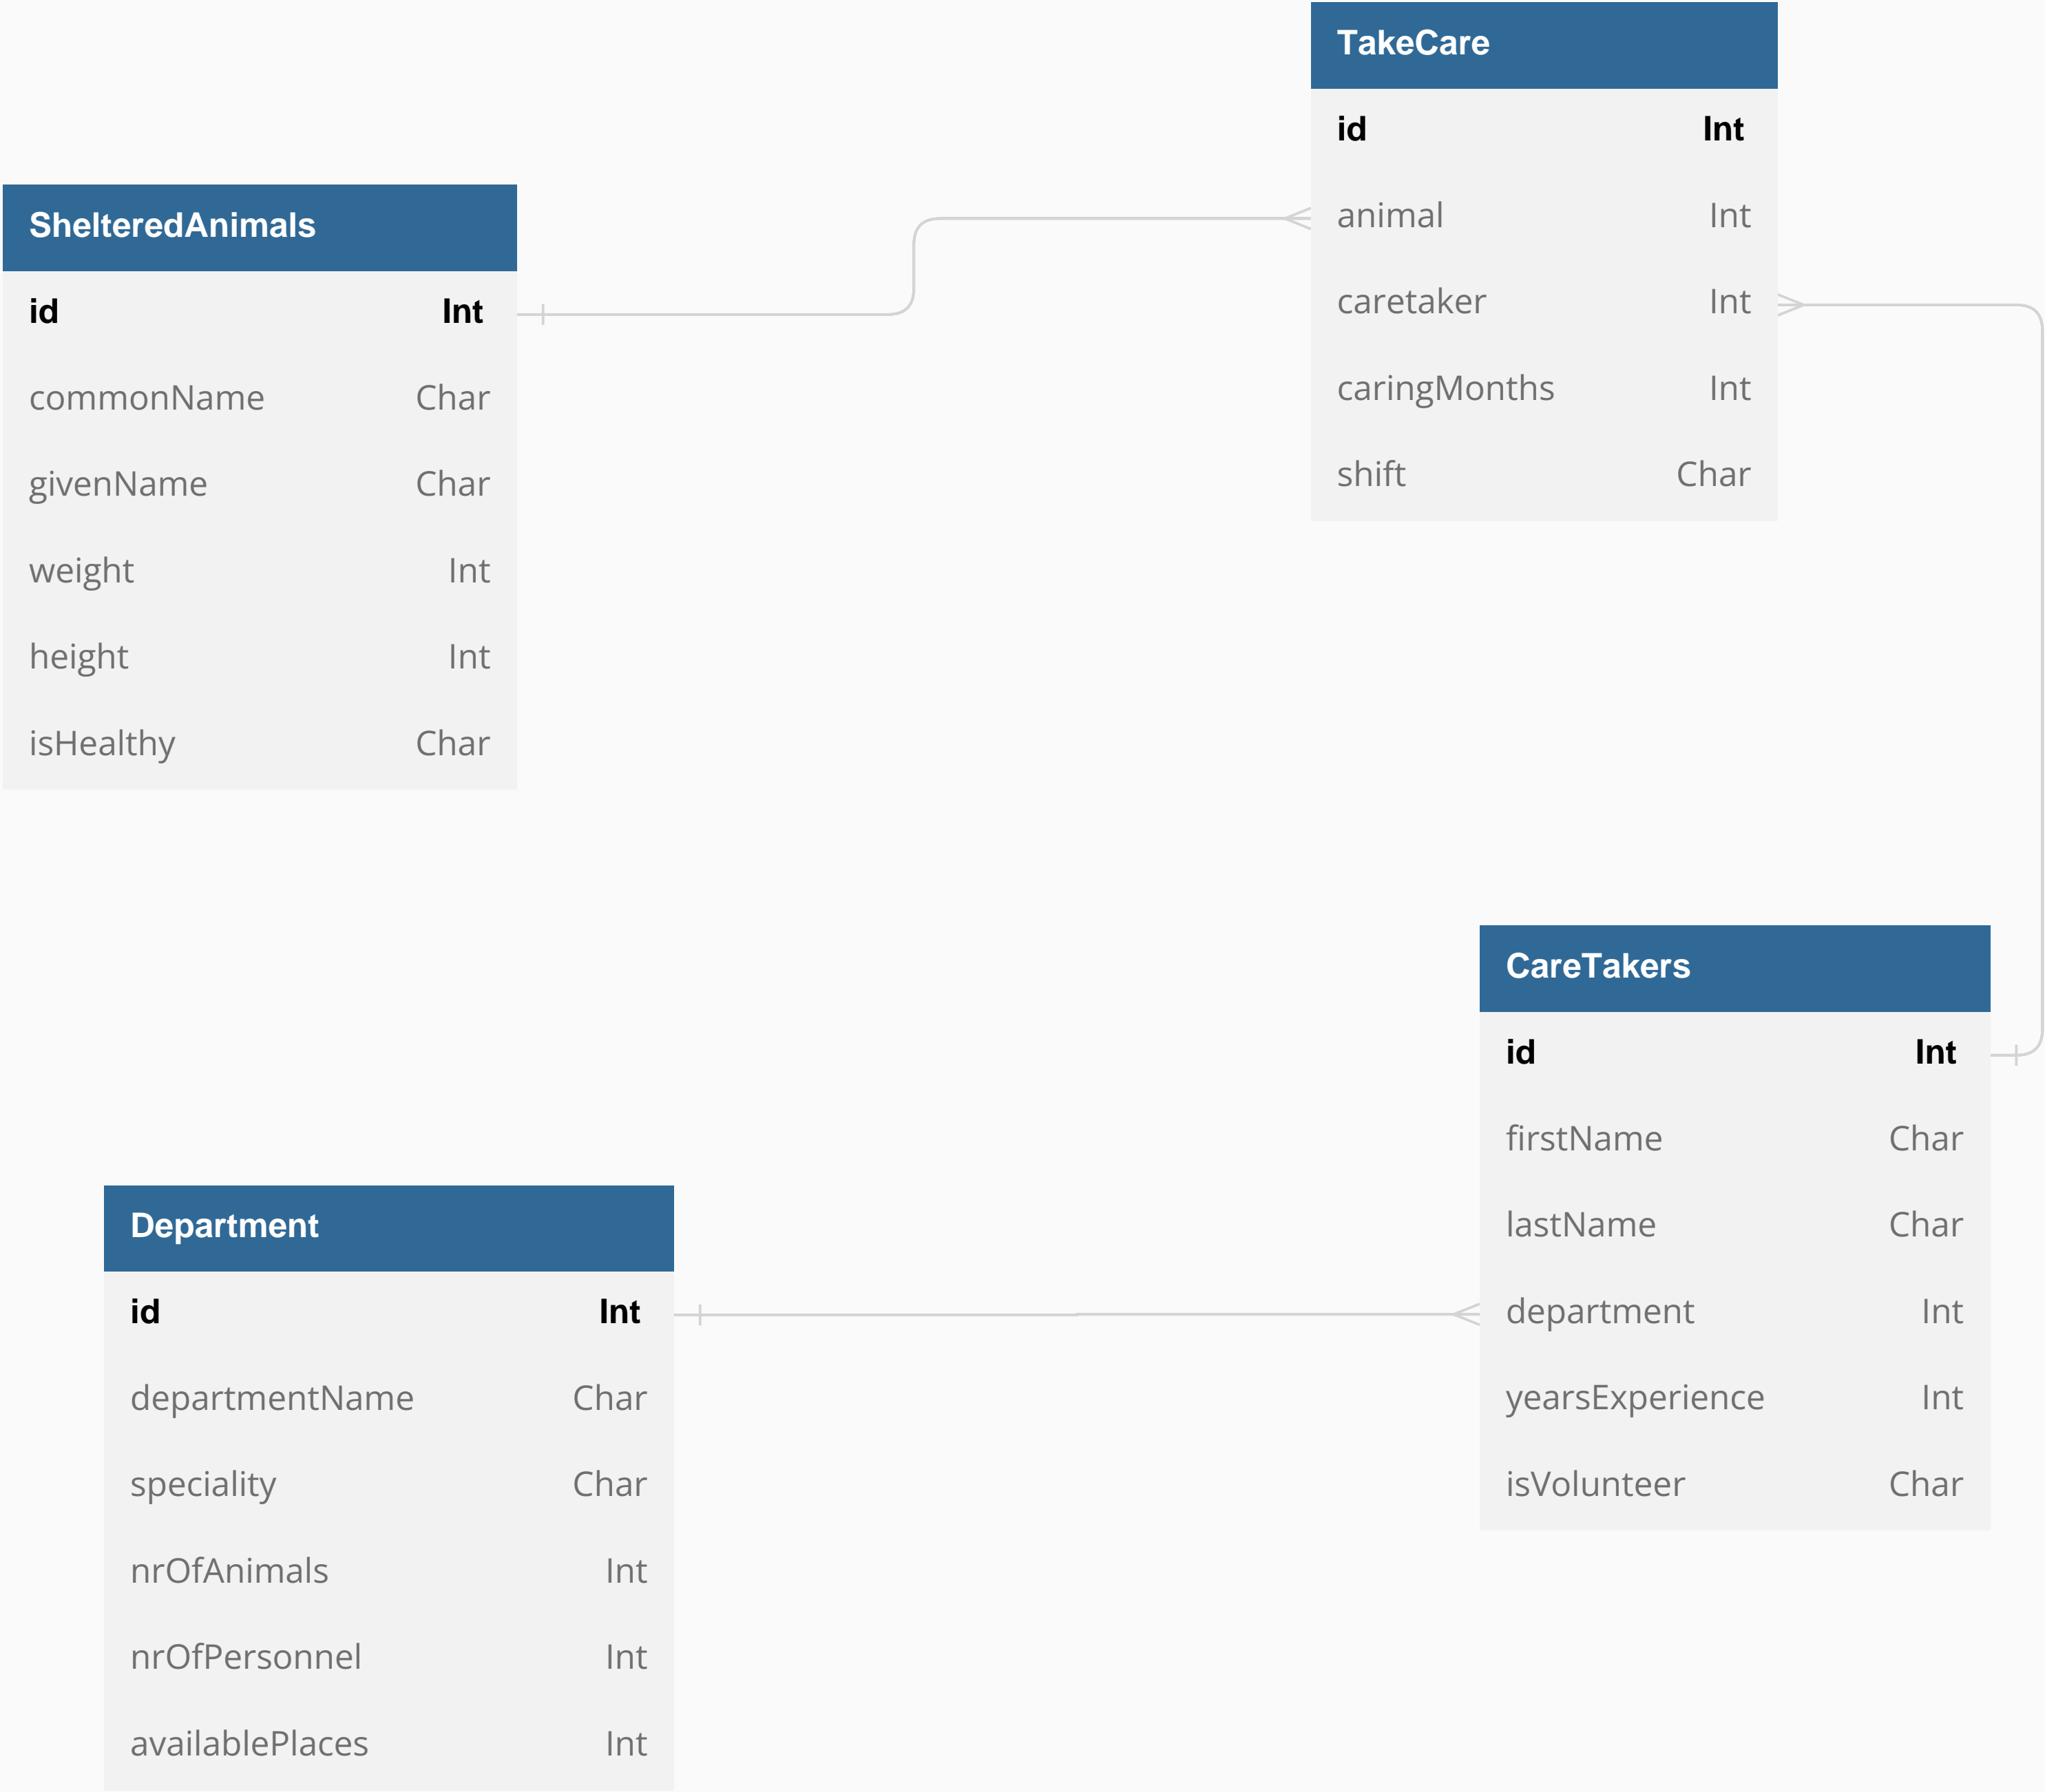 TakeCare
id Int
animal Int
caretaker Int
caringMonths Int
shift Char
ShelteredAnimals
id Int
commonName Char
givenName Char
weight Int
height Int
isHealthy Char
CareTakers
id Int
firstName Char
lastName Char
department Int
yearsExperience Int
isVolunteer Char
Department
id Int
departmentName Char
speciality Char
nrOfAnimals Int
nrOfPersonnel Int
availablePlaces Int